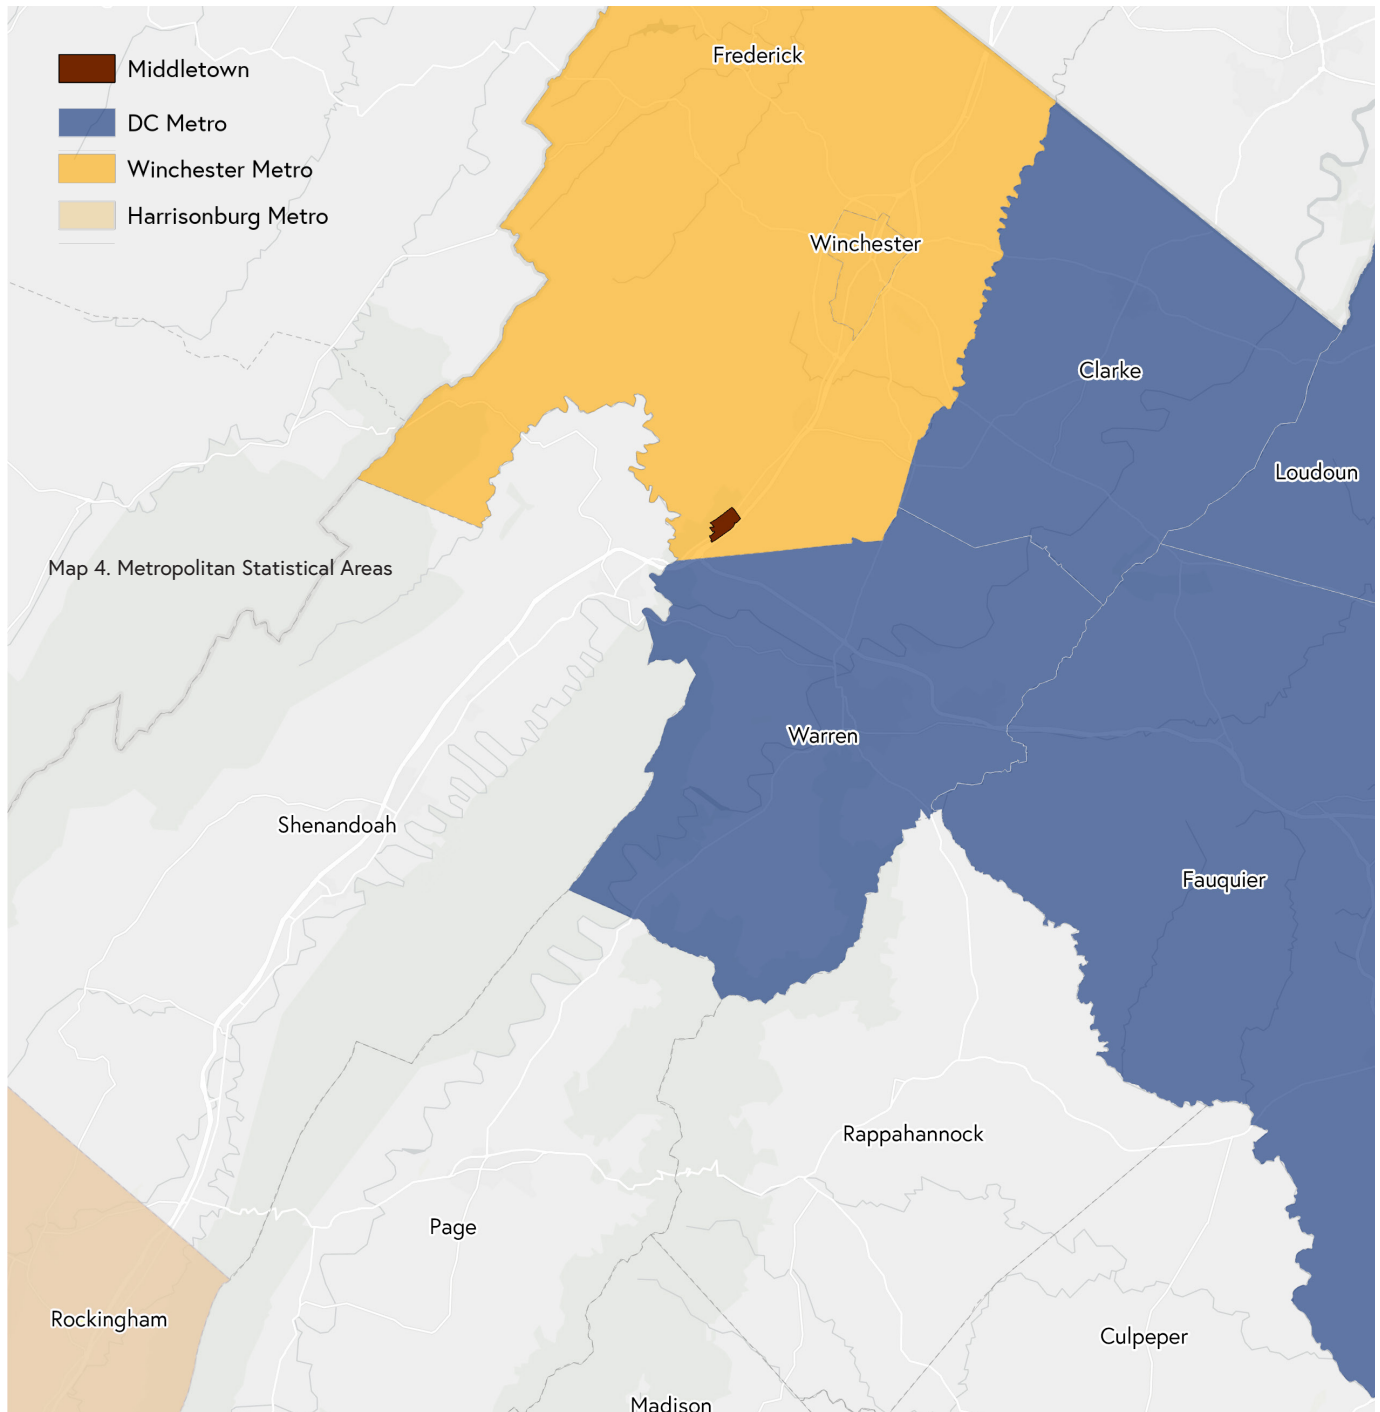 Frederick
Middletown
DC Metro
Winchester Metro
Harrisonburg Metro
Winchester
Clarke
Loudoun
Map 4. Metropolitan Statistical Areas
Warren
Shenandoah
Fauquier
Rappahannock
Page
Rockingham
Culpeper
Madison